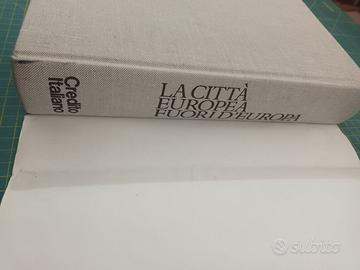 Credito
Italiano
LA CITTÀ
EUROPEA
FUORI D'EUROPA
subito